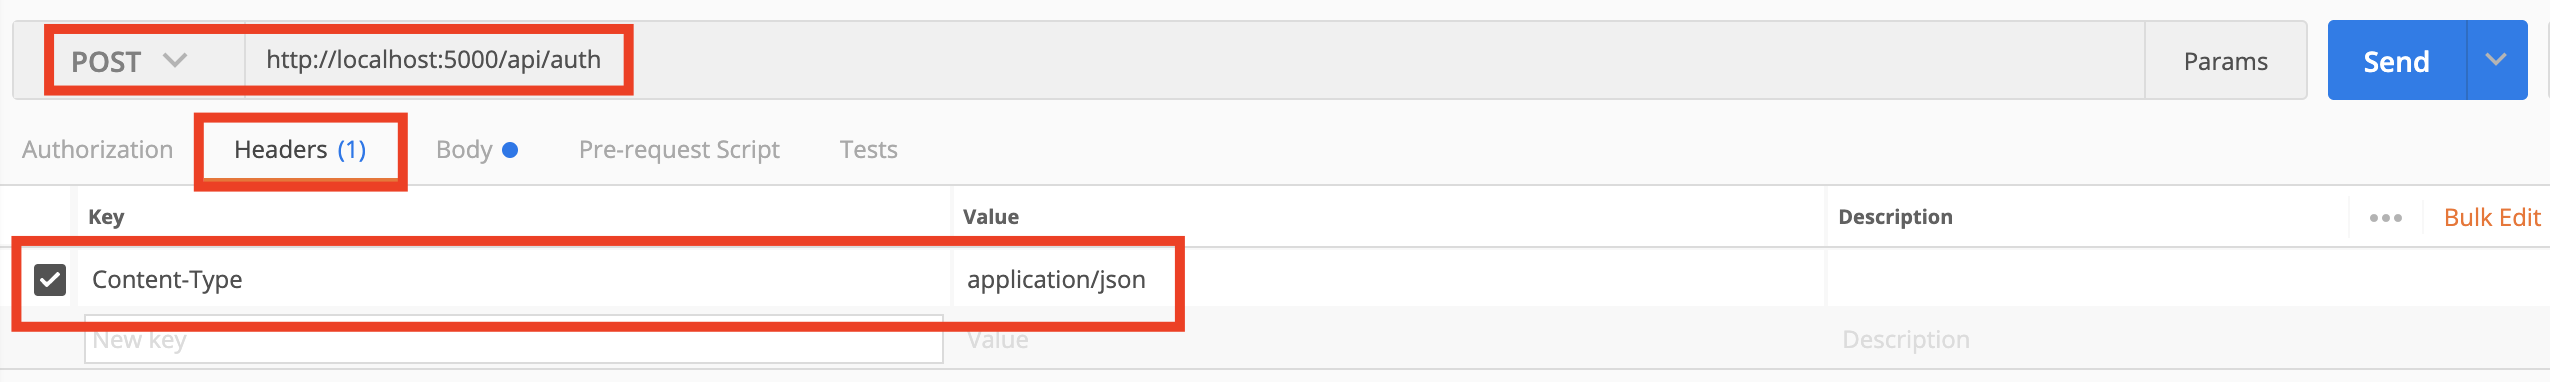 POST http://localhost:5000/api/auth Params Send
Authorization Headers (1) Body Pre-request Script Tests
Key Value Description Bulk Edit
Content-Type application/json
New key Value Description